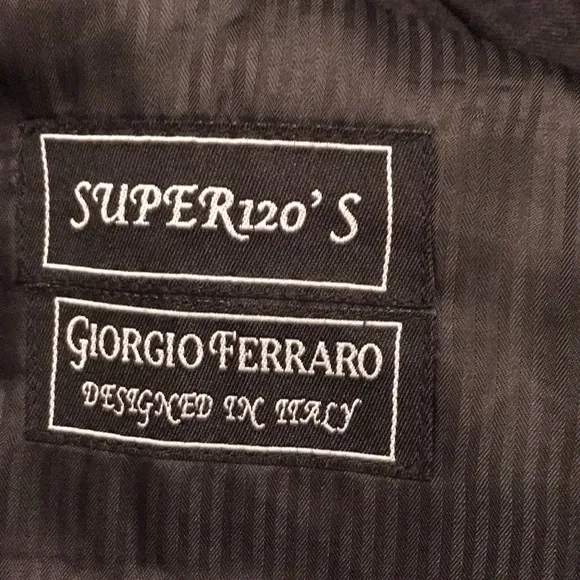 SUPER120'S
GIORGIO FERRARO
DESIGNED IN ITALY